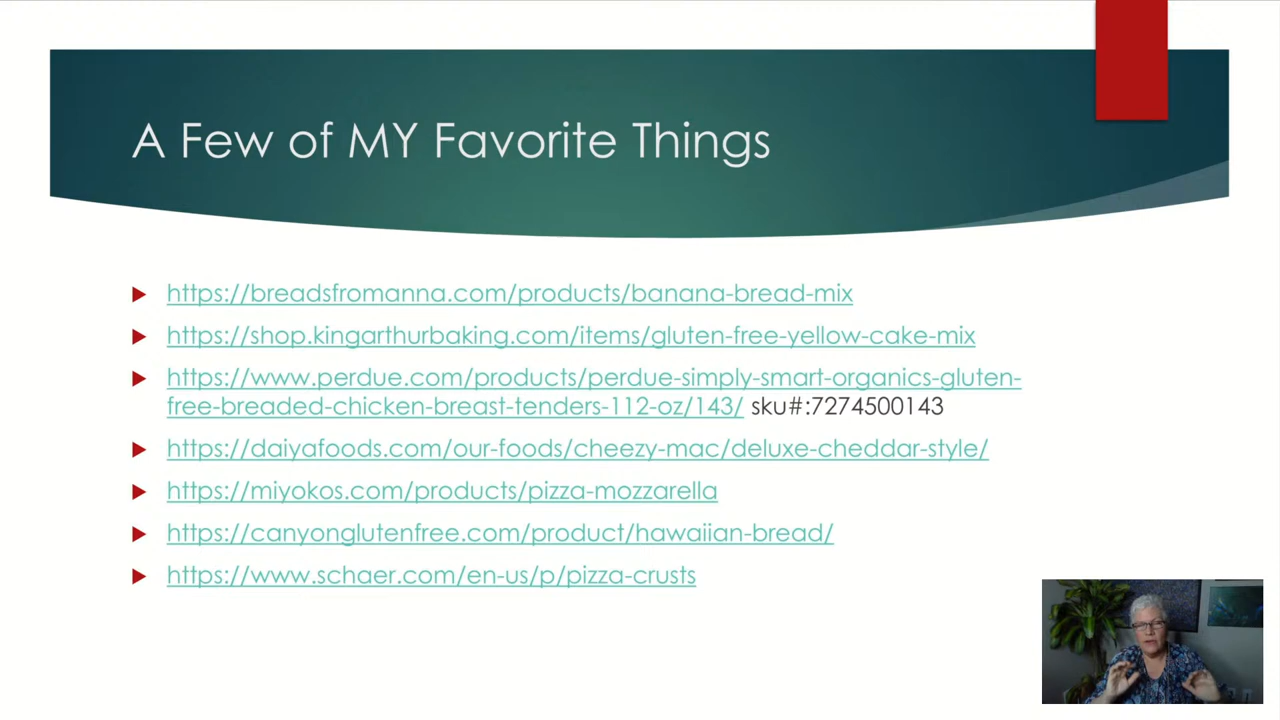 A Few of MY Favorite Things
https://breadsfromanna.com/products/banana-bread-mix
https://shop.kingarthurbaking.com/items/gluten-free-yellow-cake-mix
https://www.perdue.com/products/perdue-simply-smart-organics-gluten-
free-breaded-chicken-breast-tenders-112-oz/143/ sku#:7274500143
https://daiyafoods.com/our-foods/cheezy-mac/deluxe-cheddar-style/
https://miyokos.com/products/pizza-mozzarella
https://canyonglutenfree.com/product/hawaiian-bread/
https://www.schaer.com/en-us/p/pizza-crusts